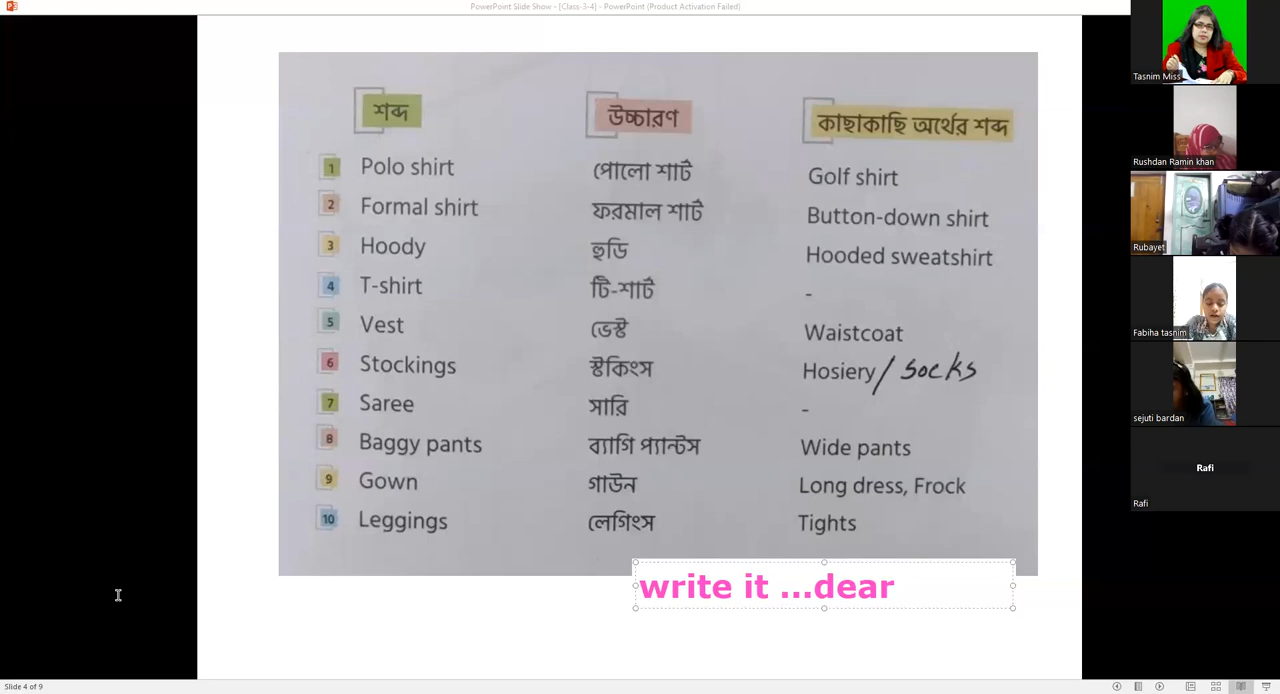 PowerPoint Slide Show - [Class-3-4] - PowerPoint (Product Activation Failed)
শব্দ উচ্চারণ কাছাকাছি অর্থের শব্দ
1 Polo shirt পোলো শার্ট Golf shirt
2 Formal shirt ফরমাল শার্ট Button-down shirt
3 Hoody হুডি Hooded sweatshirt
4 T-shirt টি-শার্ট -
5 Vest ভেস্ট Waistcoat
6 Stockings স্টকিংস Hosiery/socks
7 Saree সারি -
8 Baggy pants ব্যাগি প্যান্টস Wide pants
9 Gown গাউন Long dress, Frock
10 Leggings লেগিংস Tights
write it ...dear
Tasnim Miss
Rushdan Ramin khan
Rubayet
Fabiha tasnim
sejuti bardan
Rafi
Rafi
Slide 4 of 9